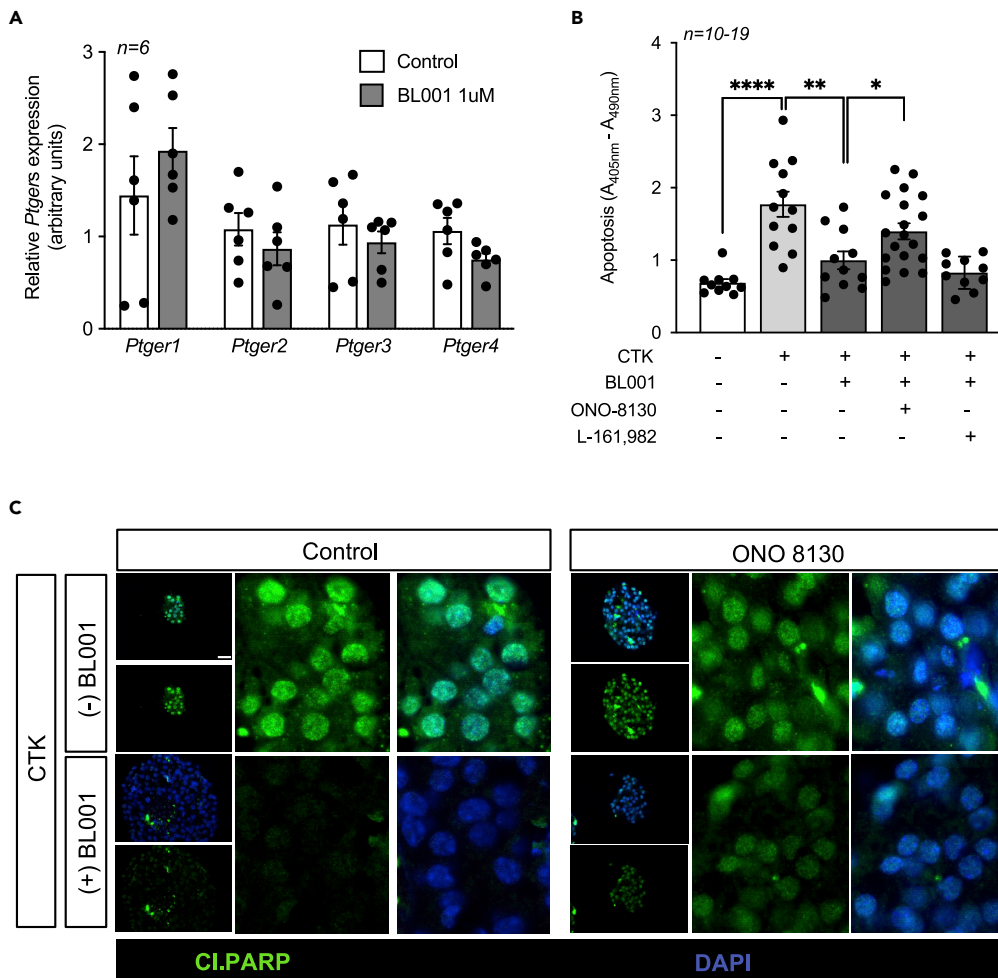 A
n=6
Control
BL001 1uM
Relative Ptgers expression
(arbitrary units)
3
2
1
0
Ptger1 Ptger2 Ptger3 Ptger4
B
n=10-19
Apoptosis (A405nm - A490nm)
4
3
2
1
0
**** ** *
CTK - + + + +
BL001 - - + + +
ONO-8130 - - - + -
L-161,982 - - - - +
C
Control ONO 8130
CTK
(-) BL001
(+) BL001
Cl.PARP DAPI